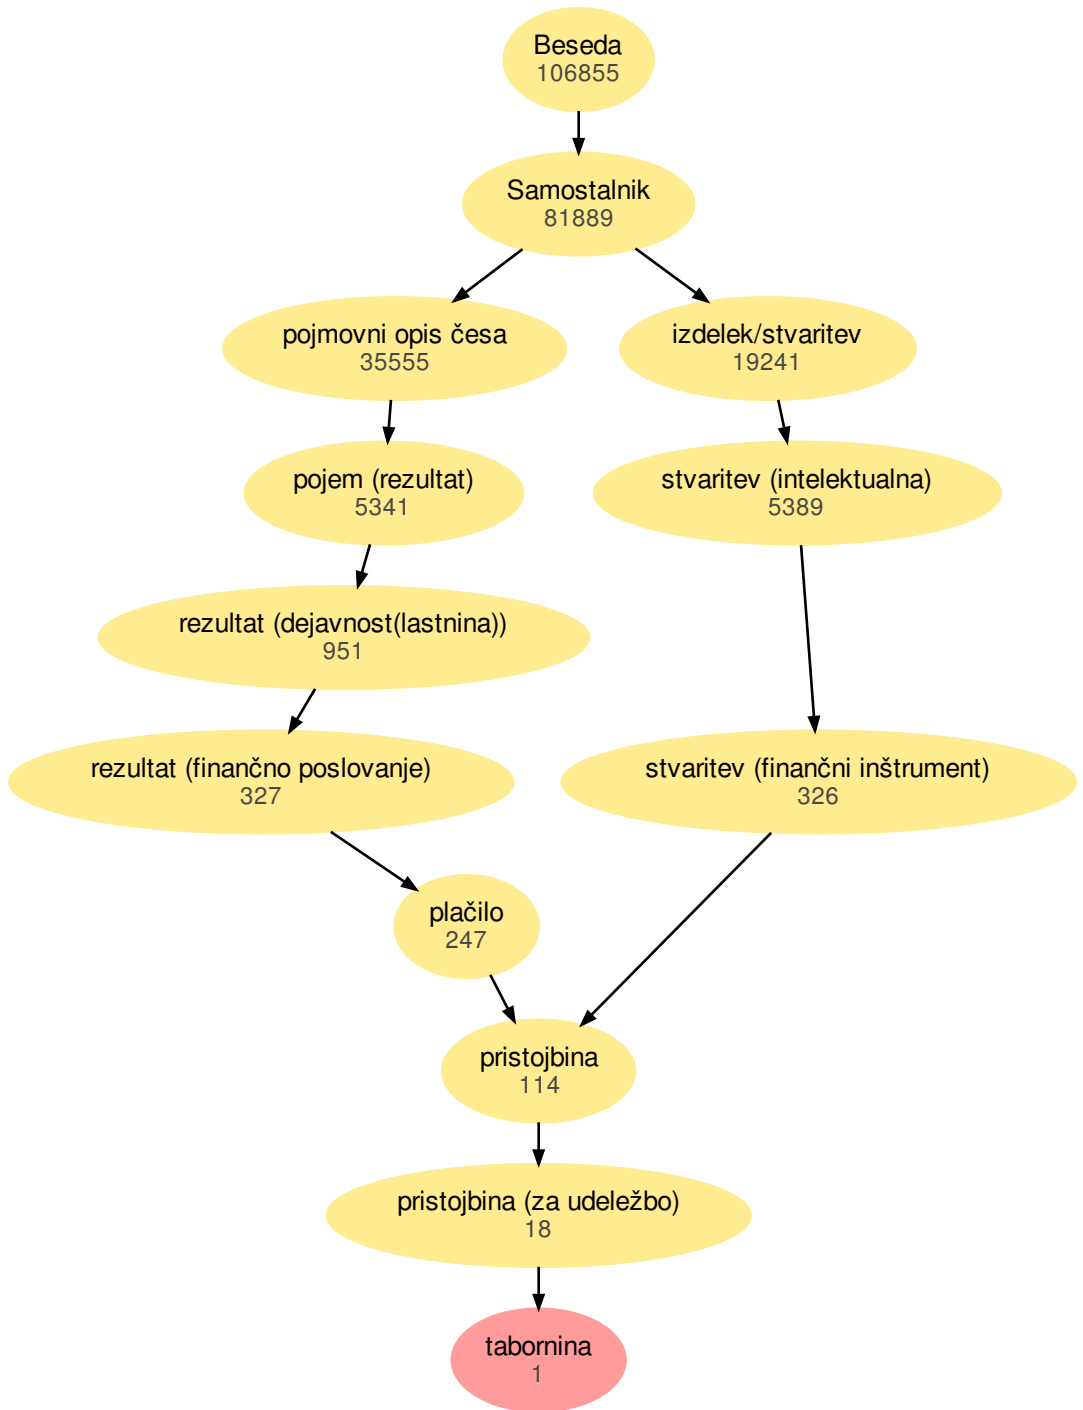 Beseda
106855
Samostalnik
81889
pojmovni opis česa
35555
izdelek/stvaritev
19241
pojem (rezultat)
5341
stvaritev (intelektualna)
5389
rezultat (dejavnost(lastnina))
951
rezultat (finančno poslovanje)
327
stvaritev (finančni inštrument)
326
plačilo
247
pristojbina
114
pristojbina (za udeležbo)
18
tabornina
1